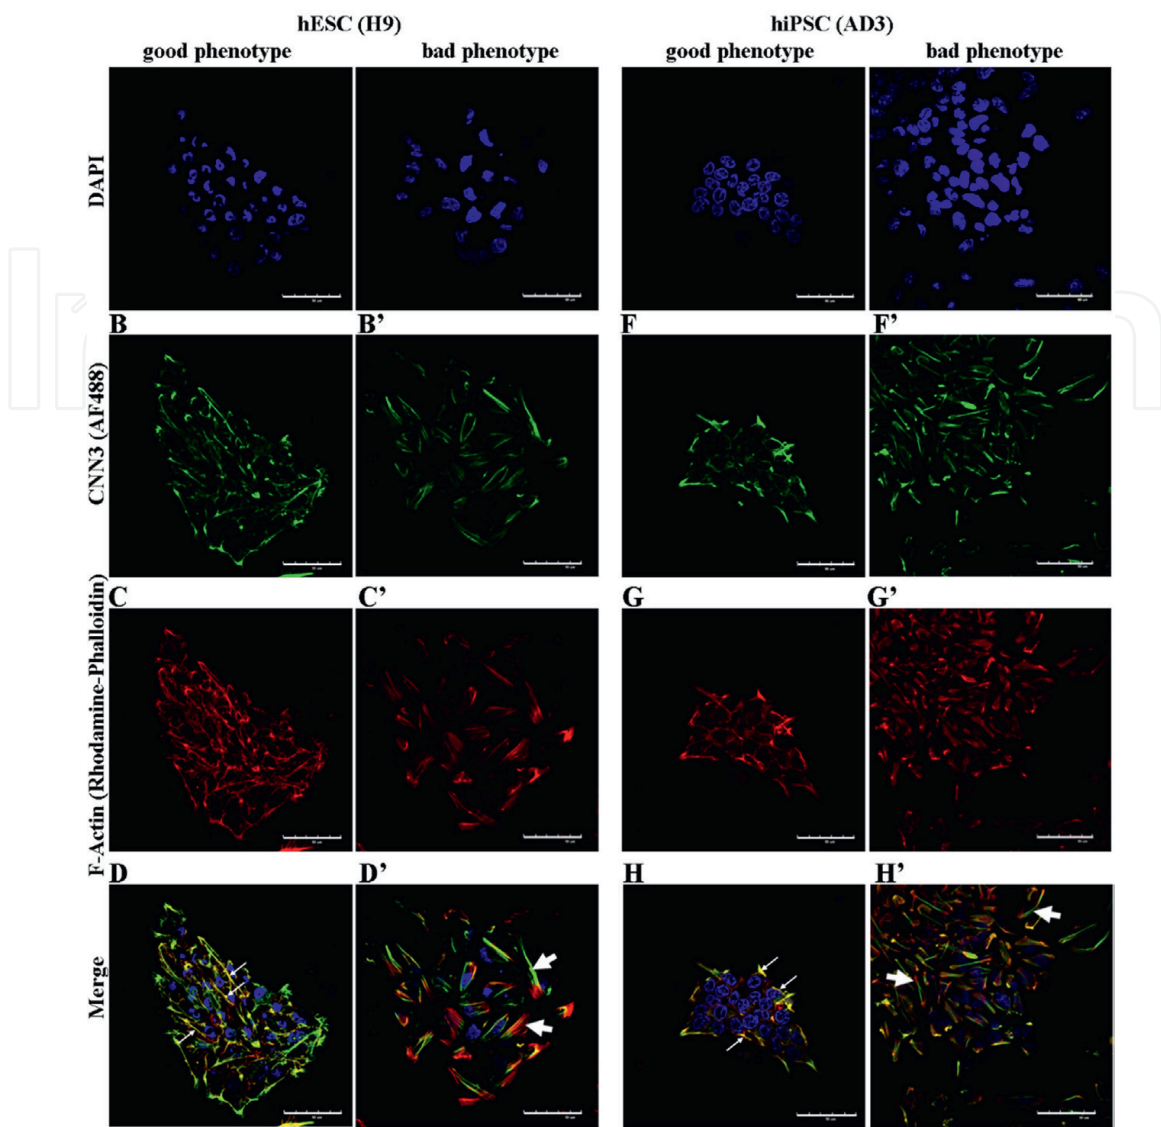 hESC (H9)
hiPSC (AD3)
good phenotype
bad phenotype
good phenotype
bad phenotype
DAPI
B
B'
F
F'
CNN3 (AF488)
C
C'
G
G'
F-Actin (Rhodamine-Phalloidin)
D
D'
H
H'
Merge